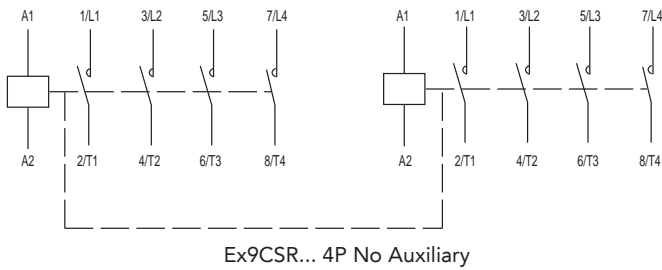 A1 1/L1 3/L2 5/L3 7/L4 A1 1/L1 3/L2 5/L3 7/L4
A2 2/T1 4/T2 6/T3 8/T4 A2 2/T1 4/T2 6/T3 8/T4
Ex9CSR... 4P No Auxiliary